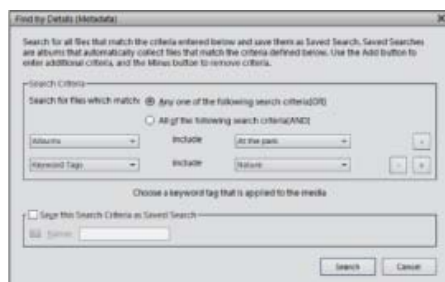 Find by Details (Metadata)
Search for all files that match the criteria entered below and save them as Saved Search. Saved Searches
are albums that automatically collect files that match the criteria defined below. Use the Add button to
enter additional criteria, and the Minus button to remove criteria.
Search Criteria
Search for files which match: Any one of the following search criteria[OR]
All of the following search criteria[AND]
Albums Include At the park -
Keyword Tags Include Nature - +
Choose a keyword tag that is applied to the media
Save this Search Criteria as Saved Search
Name:
Search Cancel